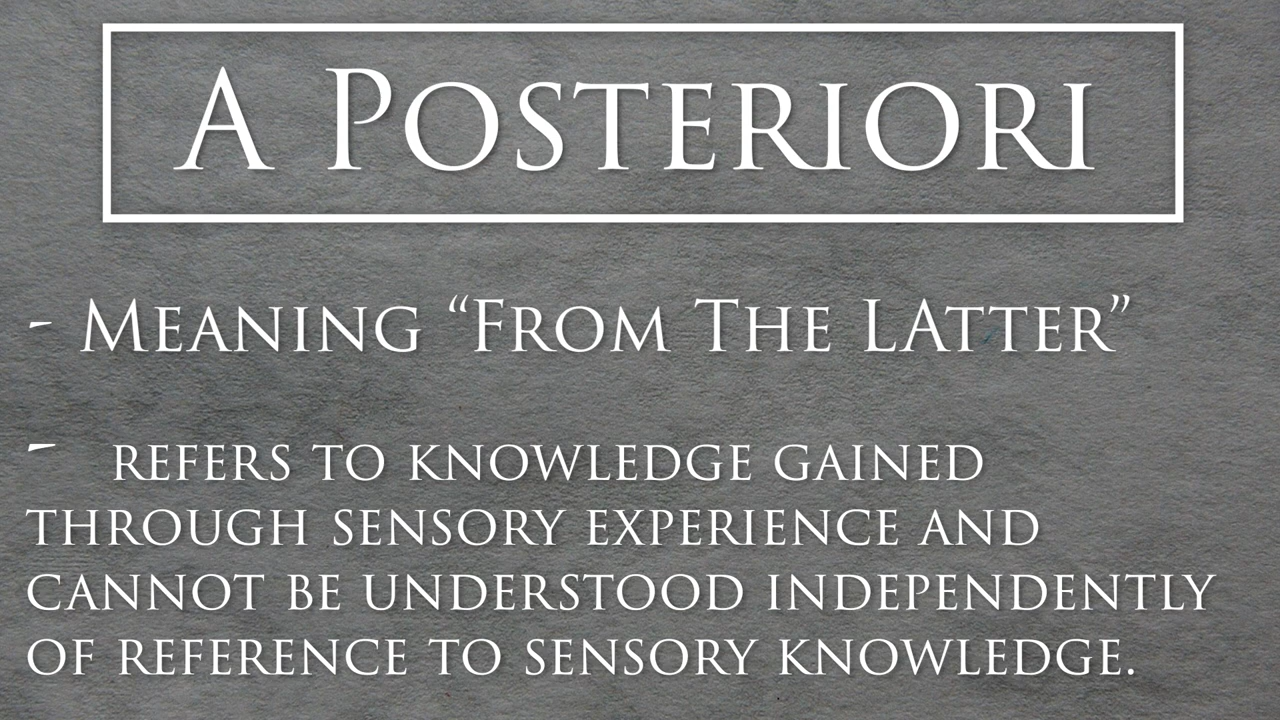 A Posteriori
- Meaning “From The LAtter”
- refers to knowledge gained
through sensory experience and
cannot be understood independently
of reference to sensory knowledge.